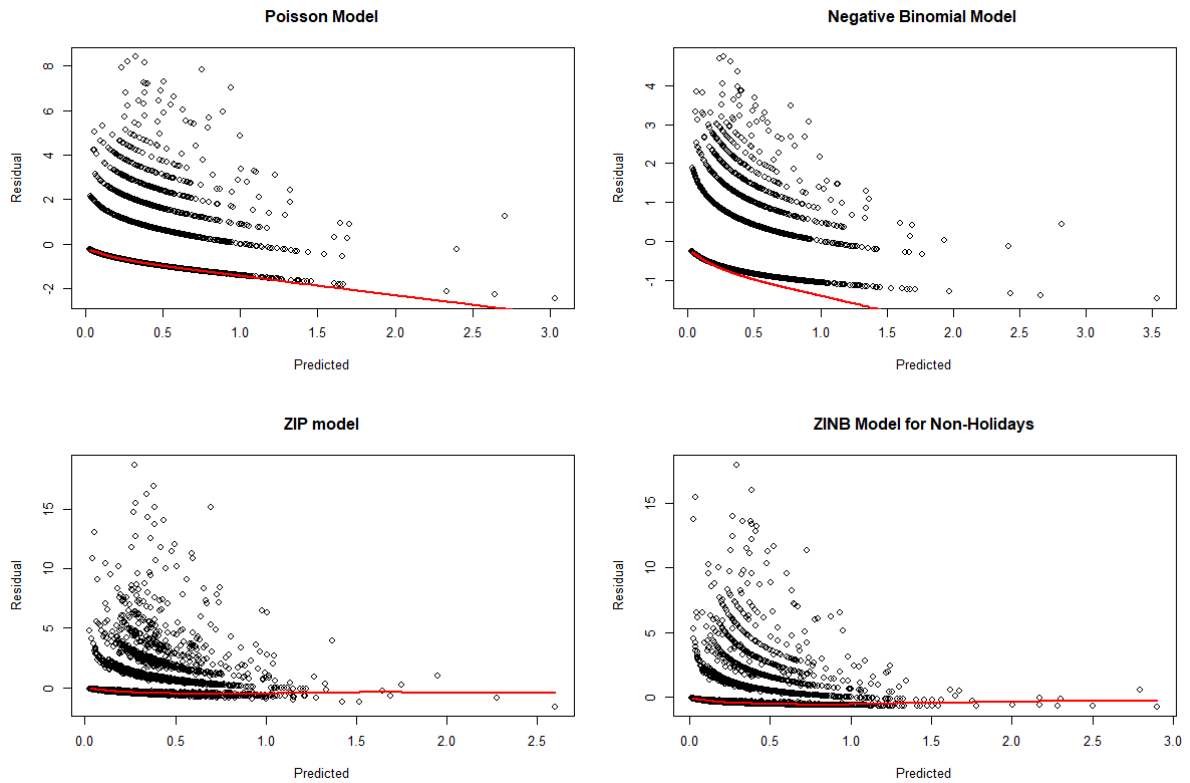 Poisson Model
Residual
8
6
4
2
0
-2
0.0 0.5 1.0 1.5 2.0 2.5 3.0
Predicted
Negative Binomial Model
Residual
4
3
2
1
0
-1
0.0 0.5 1.0 1.5 2.0 2.5 3.0 3.5
Predicted
ZIP model
Residual
15
10
5
0
0.0 0.5 1.0 1.5 2.0 2.5
Predicted
ZINB Model for Non-Holidays
Residual
15
10
5
0
0.0 0.5 1.0 1.5 2.0 2.5 3.0
Predicted